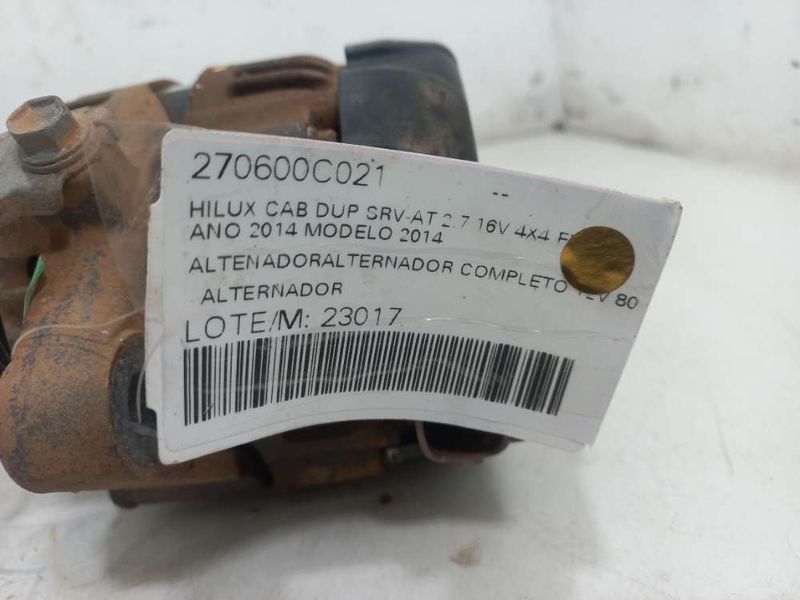 270600C021
--
HILUX CAB DUP SRV-AT 2.7 16V 4X4
ANO 2014 MODELO 2014
ALTENADORALTERNADOR COMPLETO 80
ALTERNADOR
LOTE/M: 23017